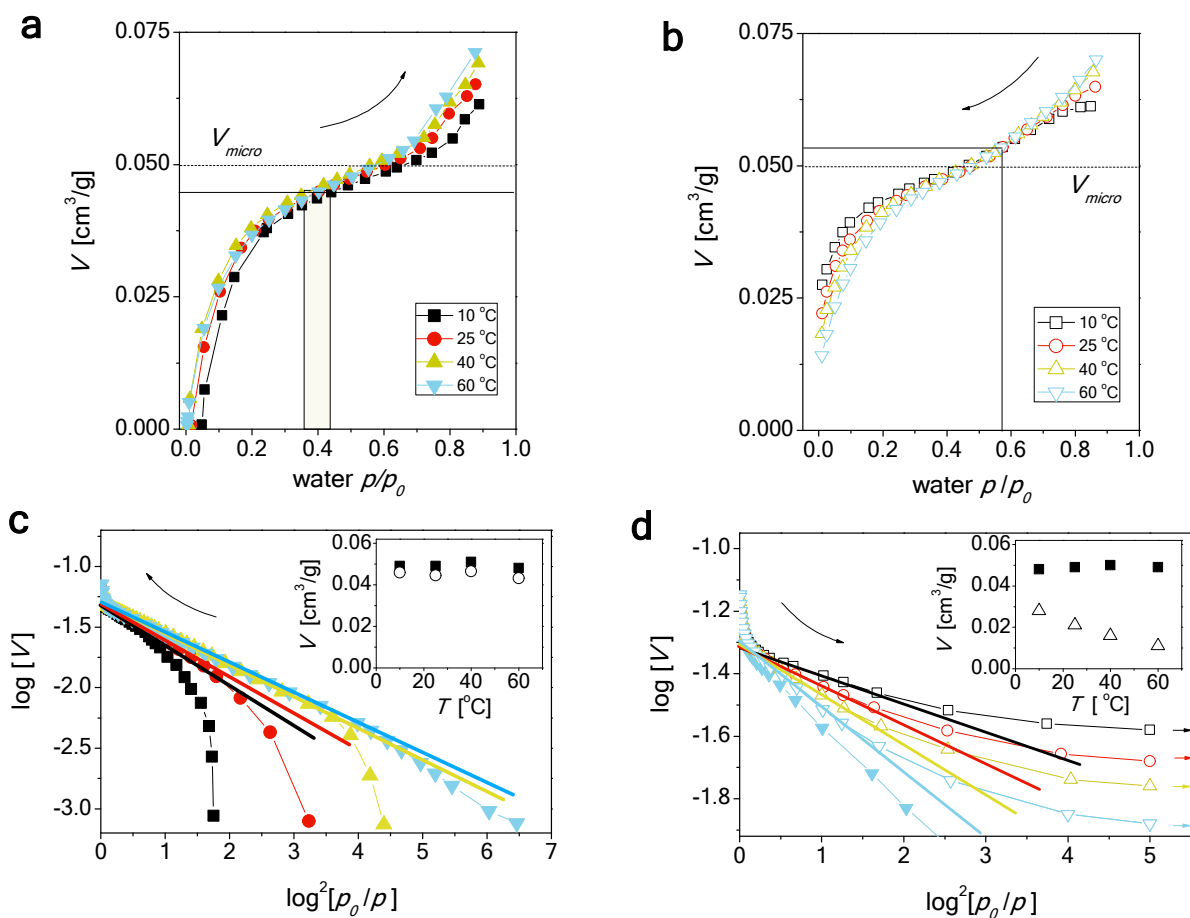 a
0.075
0.050
0.025
0.000
V [cm³/g]
V_micro
10 °C
25 °C
40 °C
60 °C
0.0 0.2 0.4 0.6 0.8 1.0
water p/p₀
b
0.075
0.050
0.025
0.000
V [cm³/g]
V_micro
10 °C
25 °C
40 °C
60 °C
0.0 0.2 0.4 0.6 0.8 1.0
water p/p₀
c
-1.0
-1.5
-2.0
-2.5
-3.0
log [V]
0.06
0.04
0.02
0.00
V [cm³/g]
0 20 40 60
T [°C]
0 1 2 3 4 5 6 7
log²[p₀/p]
d
-1.0
-1.2
-1.4
-1.6
-1.8
log [V]
0.06
0.04
0.02
0.00
V [cm³/g]
0 20 40 60
T [°C]
0 1 2 3 4 5
log²[p₀/p]